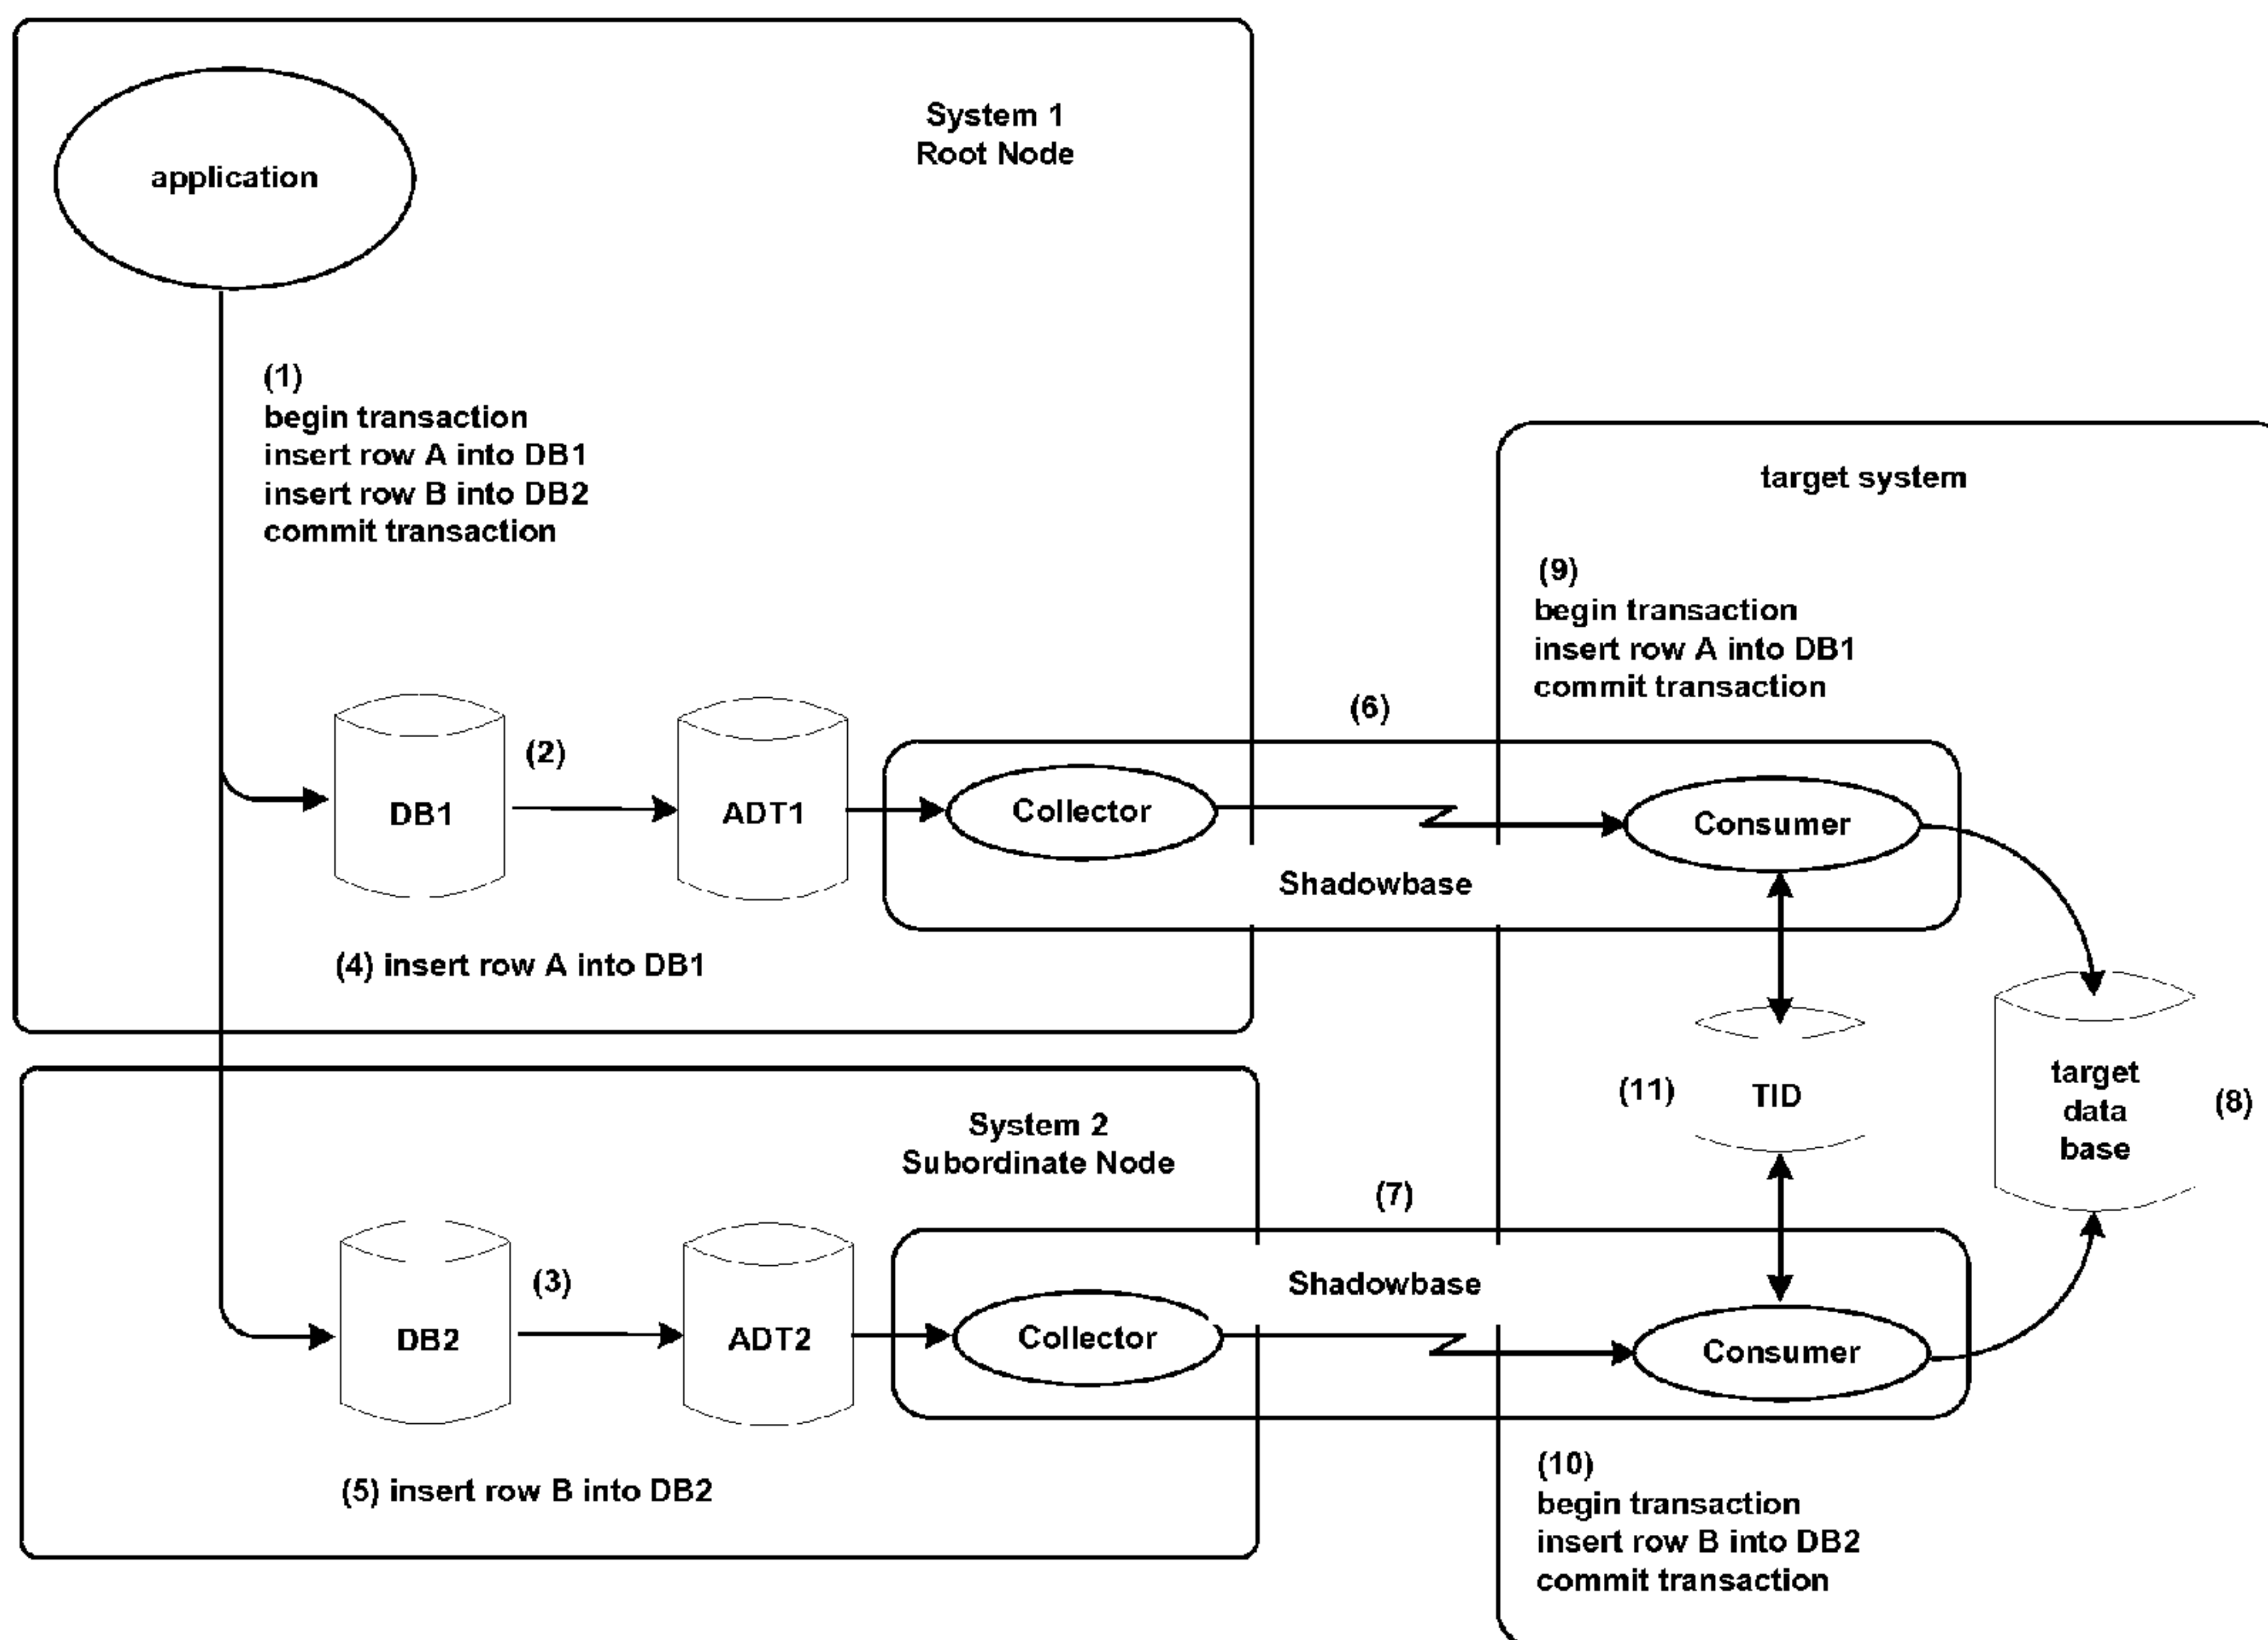 System 1
Root Node
application
(1)
begin transaction
insert row A into DB1
insert row B into DB2
commit transaction
target system
(9)
begin transaction
insert row A into DB1
commit transaction
(2)
(6)
DB1
ADT1
Collector
Consumer
Shadowbase
(4) insert row A into DB1
(11)
TID
target
data
base
(8)
System 2
Subordinate Node
(7)
(3)
Shadowbase
DB2
ADT2
Collector
Consumer
(5) insert row B into DB2
(10)
begin transaction
insert row B into DB2
commit transaction